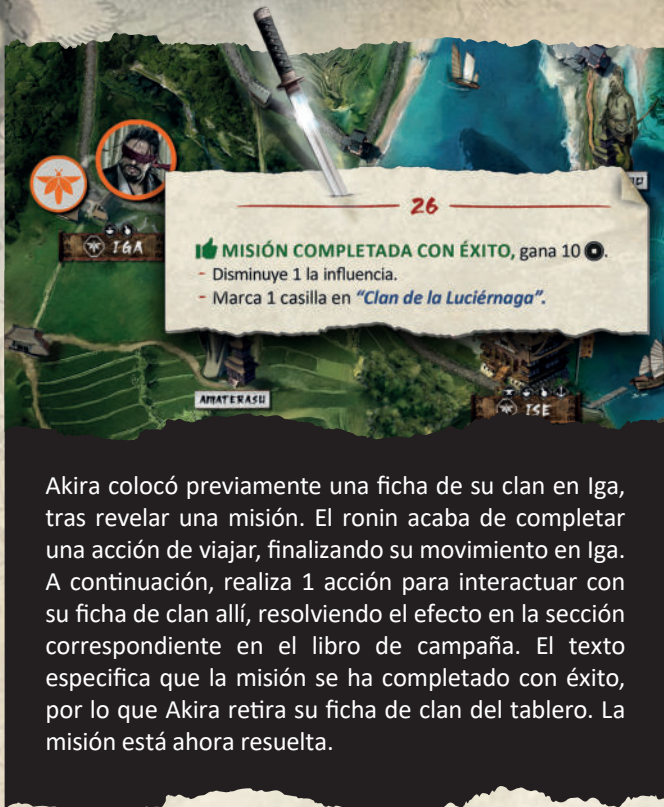 26
MISIÓN COMPLETADA CON ÉXITO, gana 10 .
- Disminuye 1 la influencia.
- Marca 1 casilla en "Clan de la Luciérnaga".
IGA
AMATERASU
ISE
Akira colocó previamente una ficha de su clan en Iga,
tras revelar una misión. El ronin acaba de completar
una acción de viajar, finalizando su movimiento en Iga.
A continuación, realiza 1 acción para interactuar con
su ficha de clan allí, resolviendo el efecto en la sección
correspondiente en el libro de campaña. El texto
especifica que la misión se ha completado con éxito,
por lo que Akira retira su ficha de clan del tablero. La
misión está ahora resuelta.